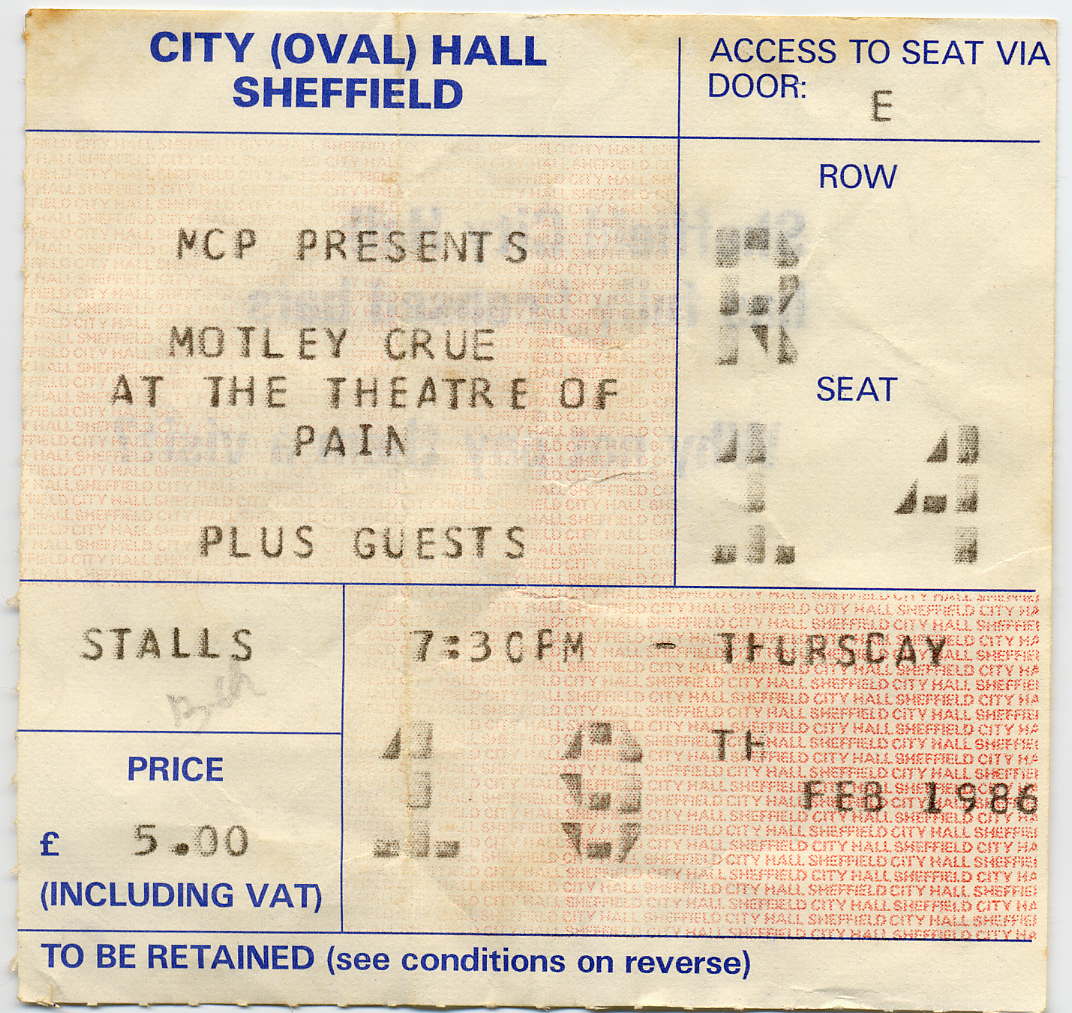 CITY (OVAL) HALL
SHEFFIELD
ACCESS TO SEAT VIA
DOOR: E
ROW
R
SEAT
14
MCP PRESENTS
MOTLEY CRUE
AT THE THEATRE OF
PAIN
PLUS GUESTS
STALLS
7:30PM - THURSDAY
TH
FEB 1986
PRICE
£ 5.00
(INCLUDING VAT)
TO BE RETAINED (see conditions on reverse)